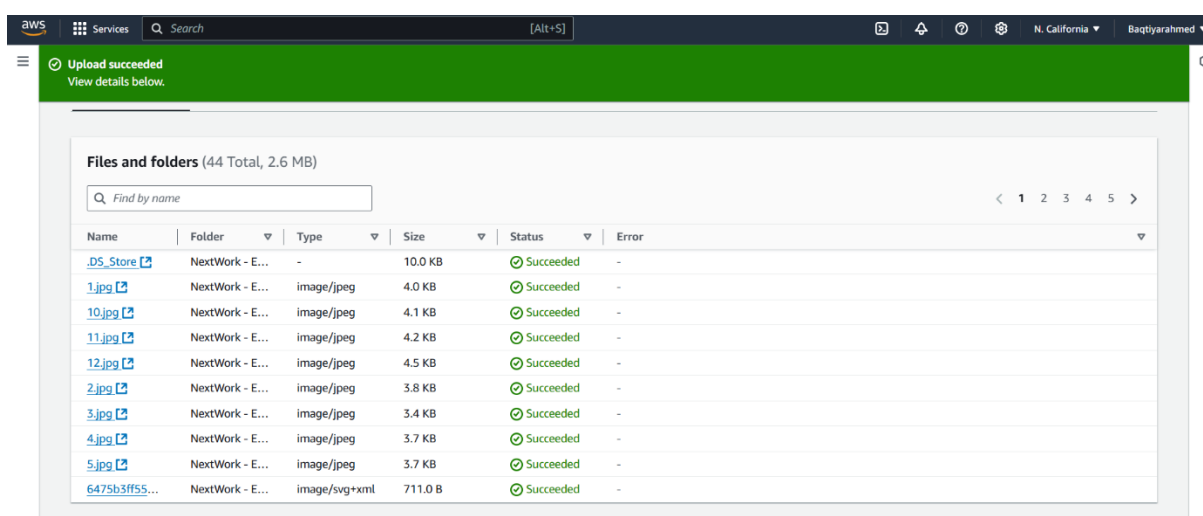 aws Services Search [Alt+S] N. California Baqtiyarahmed
Upload succeeded
View details below.
Files and folders (44 Total, 2.6 MB)
Find by name 1 2 3 4 5
Name Folder Type Size Status Error
.DS_Store NextWork - E... - 10.0 KB Succeeded -
1.jpg NextWork - E... image/jpeg 4.0 KB Succeeded -
10.jpg NextWork - E... image/jpeg 4.1 KB Succeeded -
11.jpg NextWork - E... image/jpeg 4.2 KB Succeeded -
12.jpg NextWork - E... image/jpeg 4.5 KB Succeeded -
2.jpg NextWork - E... image/jpeg 3.8 KB Succeeded -
3.jpg NextWork - E... image/jpeg 3.4 KB Succeeded -
4.jpg NextWork - E... image/jpeg 3.7 KB Succeeded -
5.jpg NextWork - E... image/jpeg 3.7 KB Succeeded -
6475b3ff55... NextWork - E... image/svg+xml 711.0 B Succeeded -